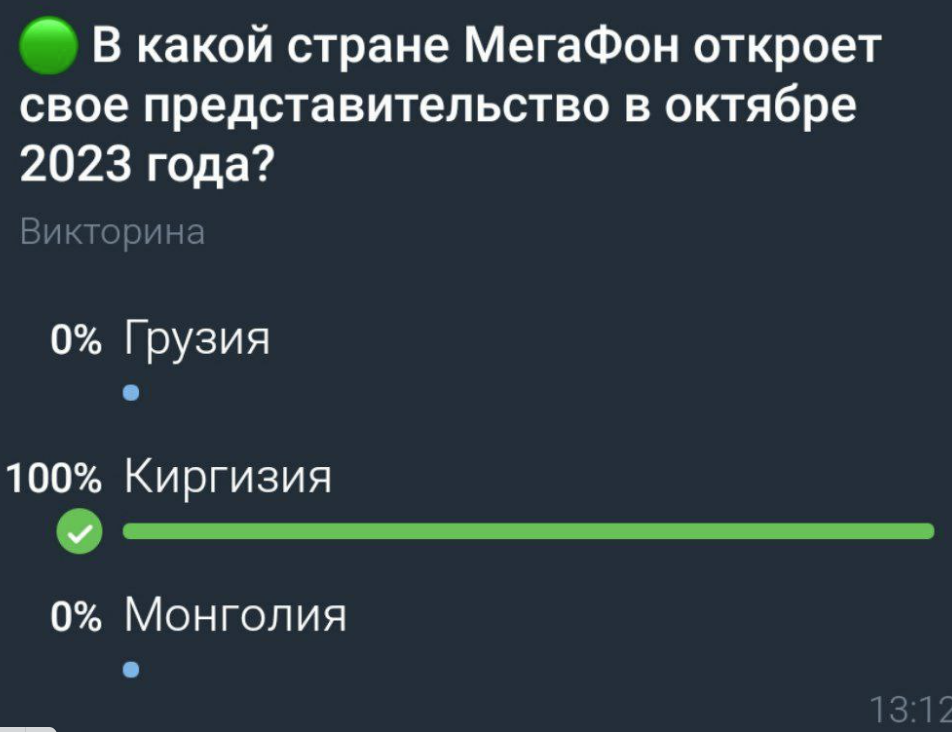 В какой стране МегаФон откроет
свое представительство в октябре
2023 года?
Викторина
0% Грузия
100% Киргизия
0% Монголия
13:12